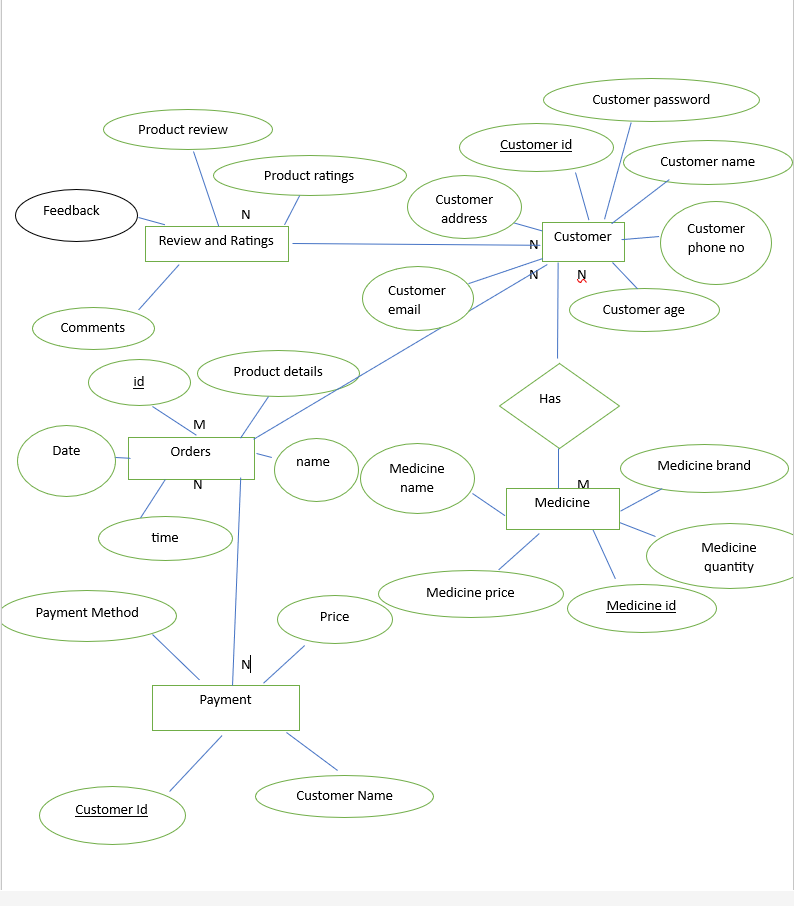 Customer password
Product review
Customer id
Customer name
Product ratings
Customer
address
Feedback
N
Customer
phone no
Review and Ratings
N
Customer
N
N
Customer
email
Customer age
Comments
id
Product details
Has
M
Orders
Date
name
Medicine
name
Medicine brand
N
M
Medicine
time
Medicine
quantity
Medicine price
Medicine id
Payment Method
Price
N
Payment
Customer Id
Customer Name